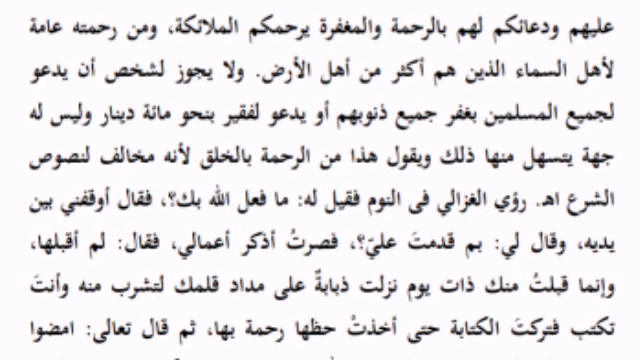 عليهم ودعائكم لهم بالرحمة والمغفرة يرحمكم الملائكة، ومن رحمته عامة
لأهل السماء الذين هم أكثر من أهل الأرض. ولا يجوز لشخص أن يدعو
لجميع المسلمين بغفر جميع ذنوبهم أو يدعو لفقير بنحو مائة دينار وليس له
جهة يتسهل منها ذلك ويقول هذا من الرحمة بالخلق لأنه مخالف لنصوص
الشرع اهـ. رؤي الغزالي فى النوم فقيل له: ما فعل الله بك؟، فقال أوقفني بين
يديه، وقال لي: بم قدمتَ عليّ؟، فصرتُ أذكر أعمالي، فقال: لم أقبلها،
وإنما قبلتُ منك ذات يوم نزلت ذبابةٌ على مداد قلمك لتشرب منه وأنتَ
تكتب فتركتَ الكتابة حتى أخذتْ حظها رحمة بها، ثم قال تعالى: امضوا